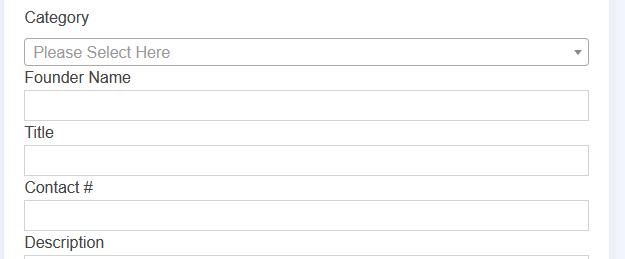 Category
Please Select Here
Founder Name
Title
Contact #
Description